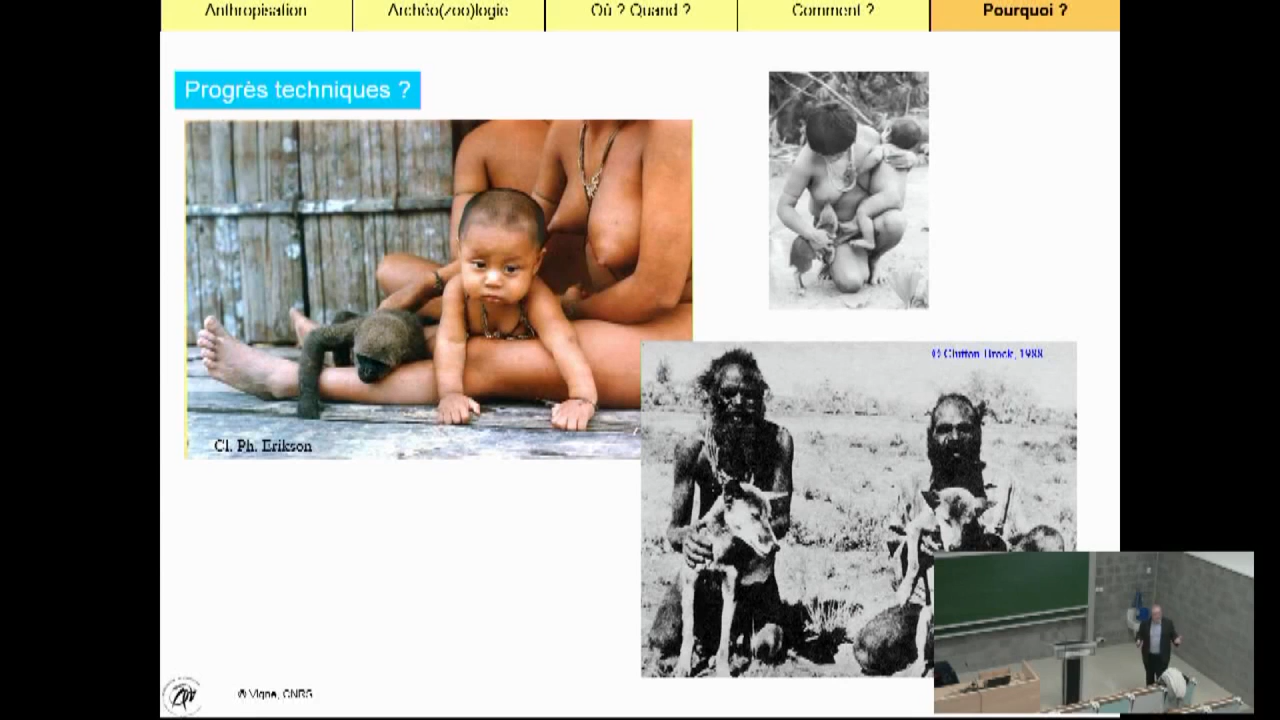 Anthropisation
Archéo(zoo)logie
Où ? Quand ?
Comment ?
Pourquoi ?
Progrès techniques ?
© Clutton Brock, 1988
Cl. Ph. Erikson
© Vigne, CNRS